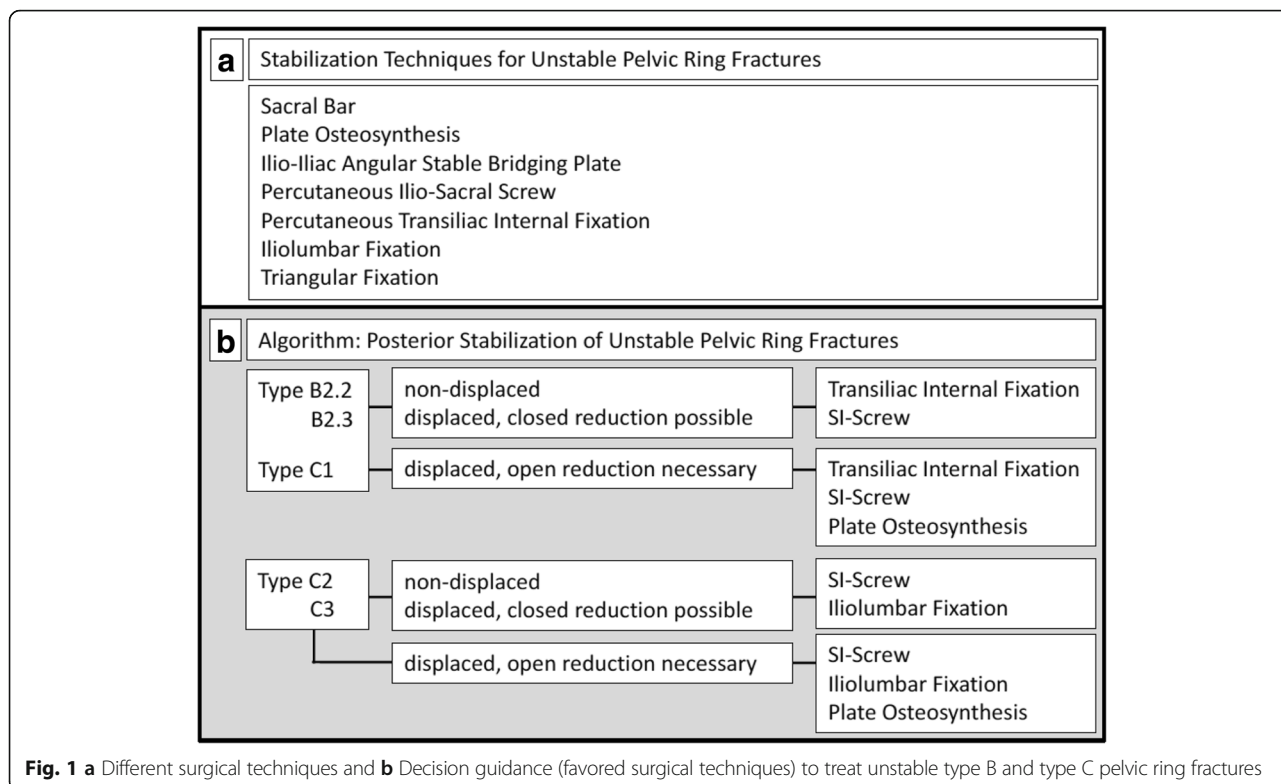 a Stabilization Techniques for Unstable Pelvic Ring Fractures
Sacral Bar
Plate Osteosynthesis
Ilio-Iliac Angular Stable Bridging Plate
Percutaneous Ilio-Sacral Screw
Percutaneous Transiliac Internal Fixation
Iliolumbar Fixation
Triangular Fixation
b Algorithm: Posterior Stabilization of Unstable Pelvic Ring Fractures
Type B2.2
B2.3
Type C1
non-displaced
displaced, closed reduction possible
Transiliac Internal Fixation
SI-Screw
displaced, open reduction necessary
Transiliac Internal Fixation
SI-Screw
Plate Osteosynthesis
Type C2
C3
non-displaced
displaced, closed reduction possible
SI-Screw
Iliolumbar Fixation
displaced, open reduction necessary
SI-Screw
Iliolumbar Fixation
Plate Osteosynthesis
Fig. 1 a Different surgical techniques and b Decision guidance (favored surgical techniques) to treat unstable type B and type C pelvic ring fractures